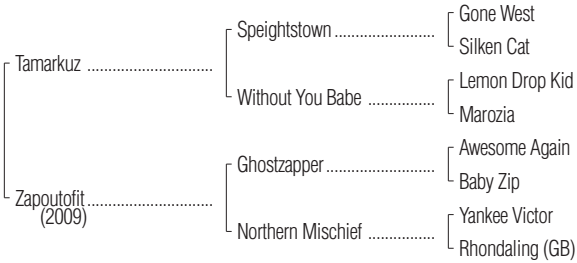 Gone West
Speightstown ......................
Silken Cat
Tamarkuz ...........................
Lemon Drop Kid
Without You Babe ..............
Marozia
Awesome Again
Ghostzapper ........................
Baby Zip
Zapoutofit ...........................
(2009)
Yankee Victor
Northern Mischief ..............
Rhondaling (GB)